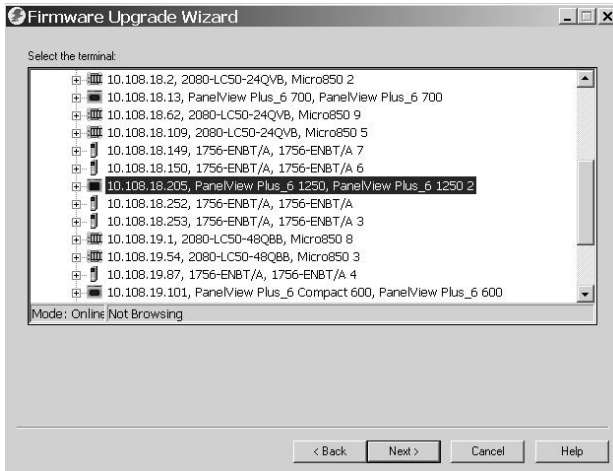 Firmware Upgrade Wizard
Select the terminal:
10.108.18.2, 2080-LC50-24QVB, Micro850 2
10.108.18.13, PanelView Plus_6 700, PanelView Plus_6 700
10.108.18.62, 2080-LC50-24QVB, Micro850 9
10.108.18.109, 2080-LC50-24QVB, Micro850 5
10.108.18.149, 1756-ENBT/A, 1756-ENBT/A 7
10.108.18.150, 1756-ENBT/A, 1756-ENBT/A 6
10.108.18.205, PanelView Plus_6 1250, PanelView Plus_6 1250 2
10.108.18.252, 1756-ENBT/A, 1756-ENBT/A
10.108.18.253, 1756-ENBT/A, 1756-ENBT/A 3
10.108.19.1, 2080-LC50-48QBB, Micro850 8
10.108.19.54, 2080-LC50-48QBB, Micro850 3
10.108.19.87, 1756-ENBT/A, 1756-ENBT/A 4
10.108.19.101, PanelView Plus_6 Compact 600, PanelView Plus_6 600
Mode: Online Not Browsing
< Back Next > Cancel Help